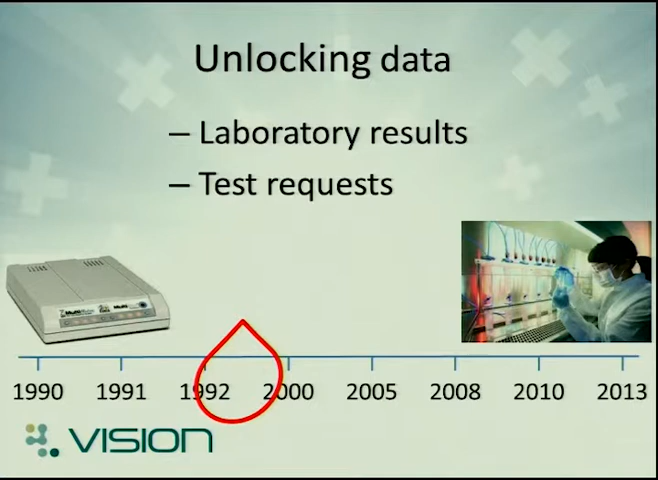 Unlocking data
– Laboratory results
– Test requests
1990 1991 1992 2000 2005 2008 2010 2013
VISION